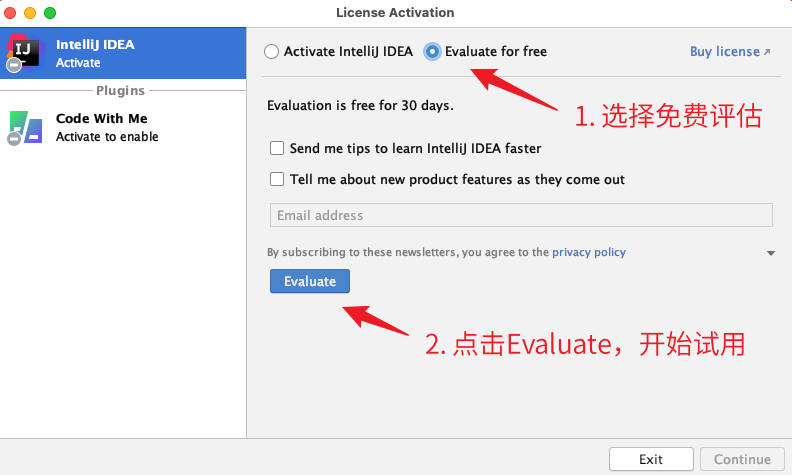 License Activation
IntelliJ IDEA
Activate
Plugins
Code With Me
Activate to enable
Activate IntelliJ IDEA
Evaluate for free
Buy license
Evaluation is free for 30 days.
1. 选择免费评估
Send me tips to learn IntelliJ IDEA faster
Tell me about new product features as they come out
Email address
By subscribing to these newsletters, you agree to the privacy policy
Evaluate
2. 点击Evaluate，开始试用
Exit
Continue